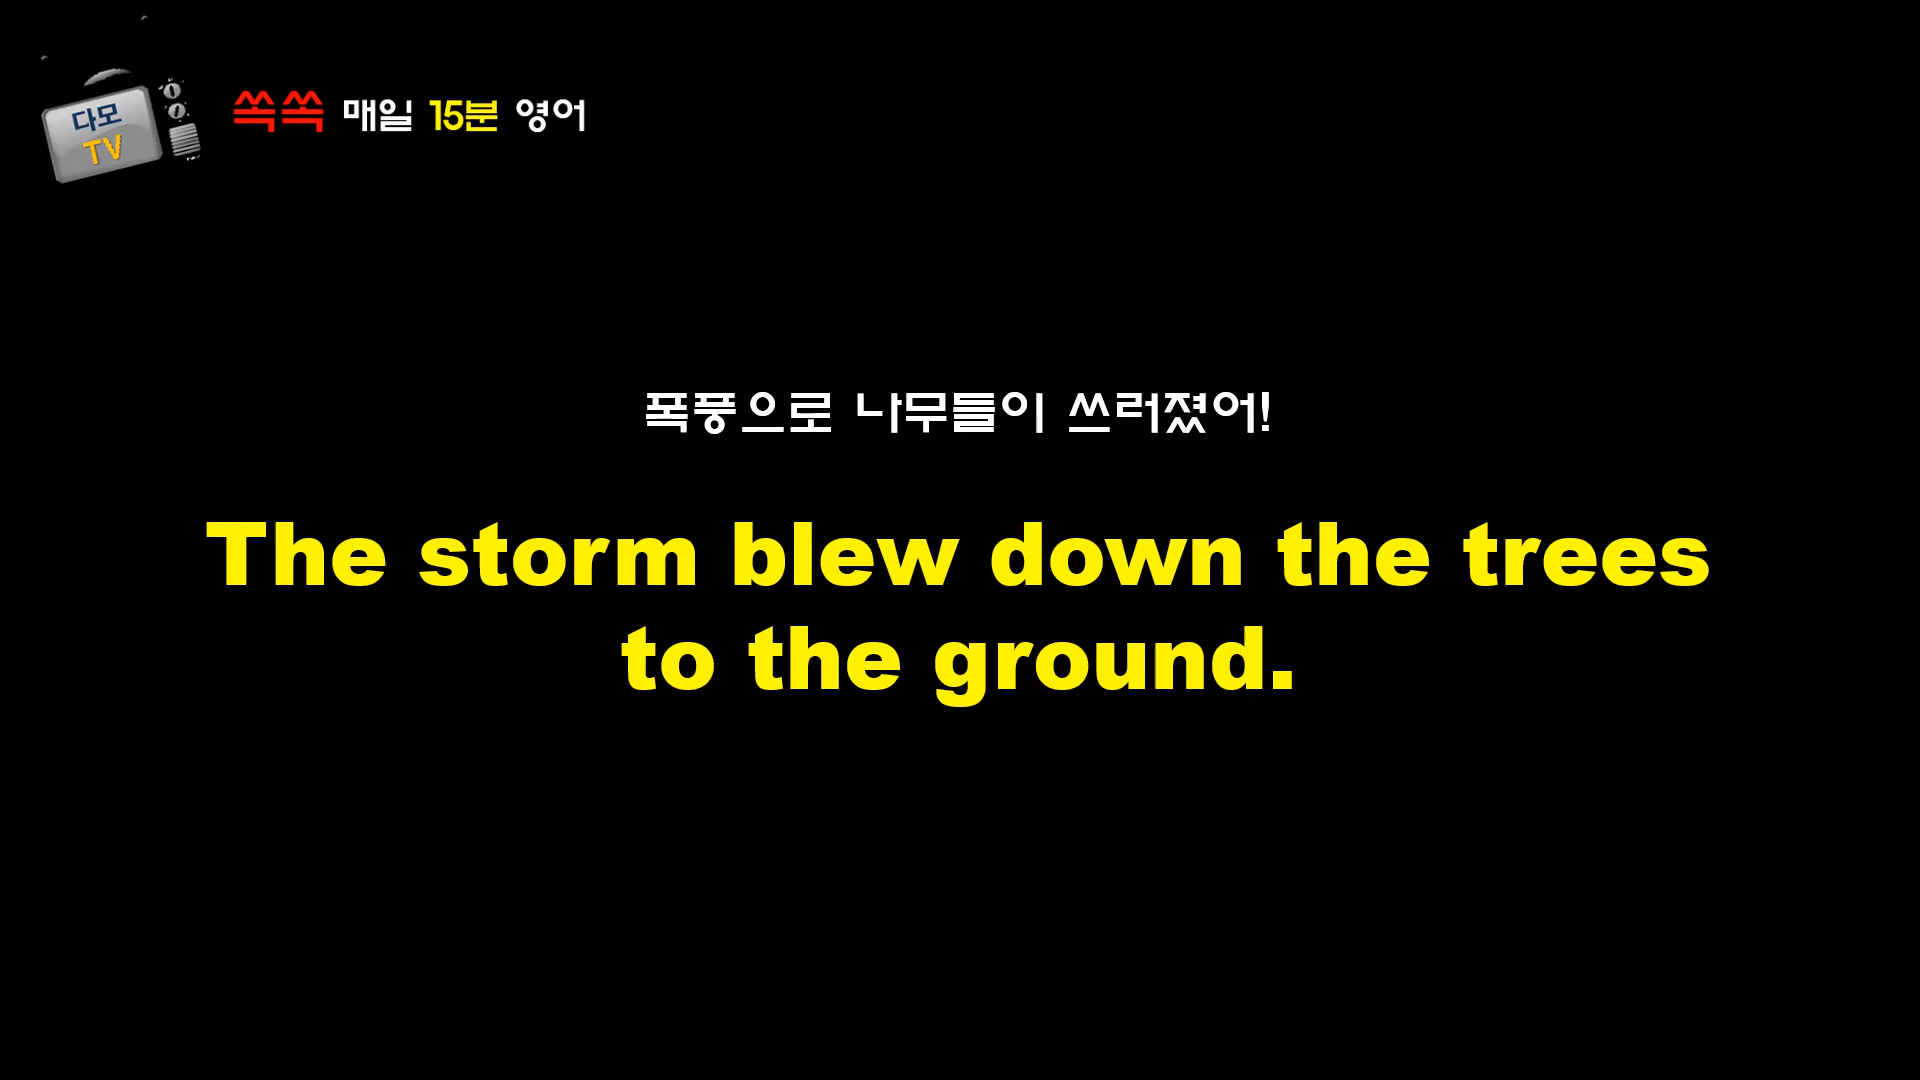 다모
TV
쏙쏙 매일 15분 영어
폭풍으로 나무들이 쓰러졌어!
The storm blew down the trees
to the ground.